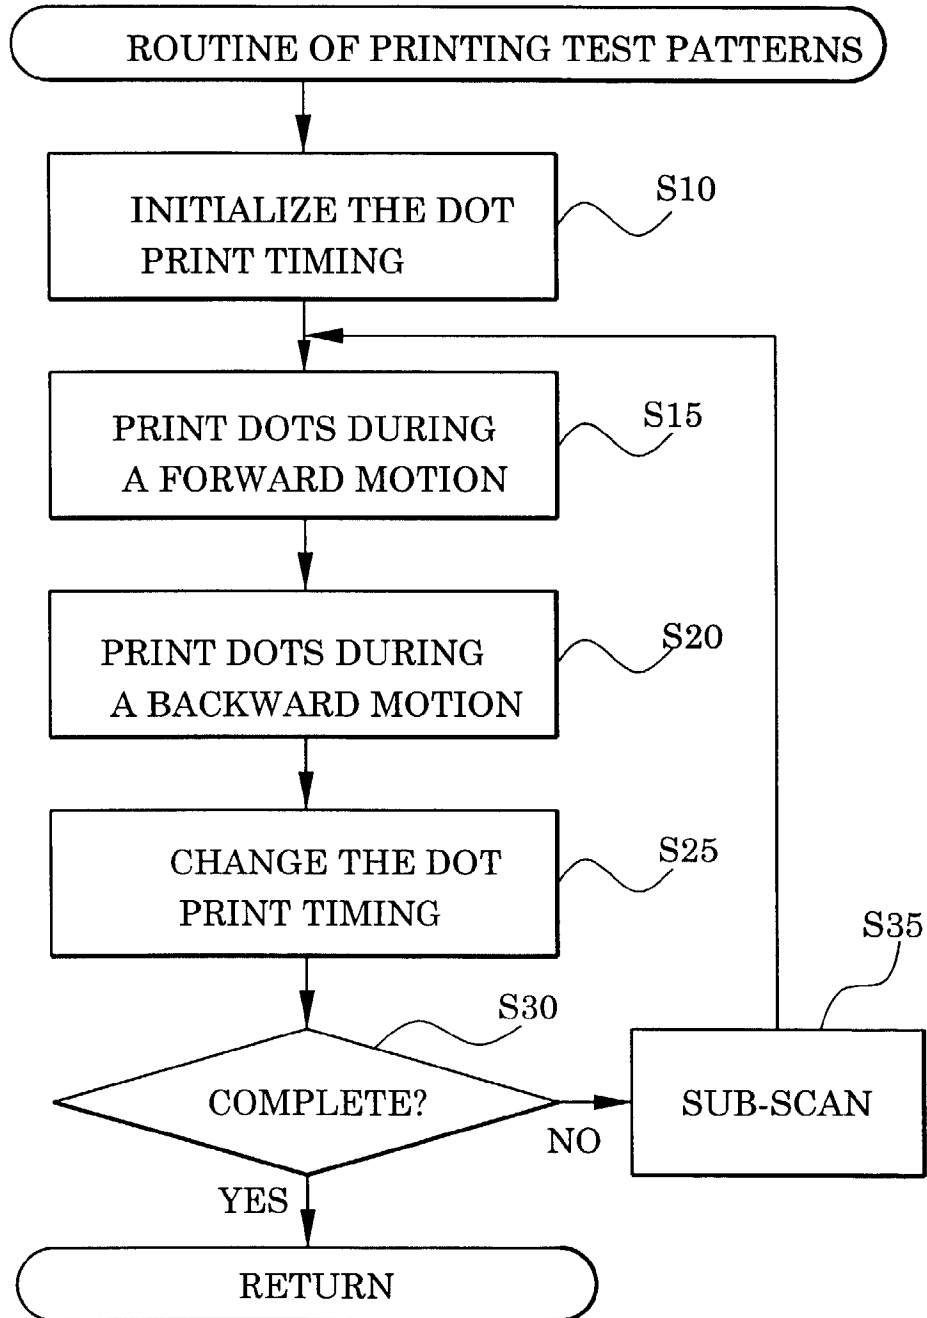 ROUTINE OF PRINTING TEST PATTERNS
S10
INITIALIZE THE DOT
PRINT TIMING
S15
PRINT DOTS DURING
A FORWARD MOTION
S20
PRINT DOTS DURING
A BACKWARD MOTION
S25
CHANGE THE DOT
PRINT TIMING
S35
S30
COMPLETE?
SUB-SCAN
NO
YES
RETURN